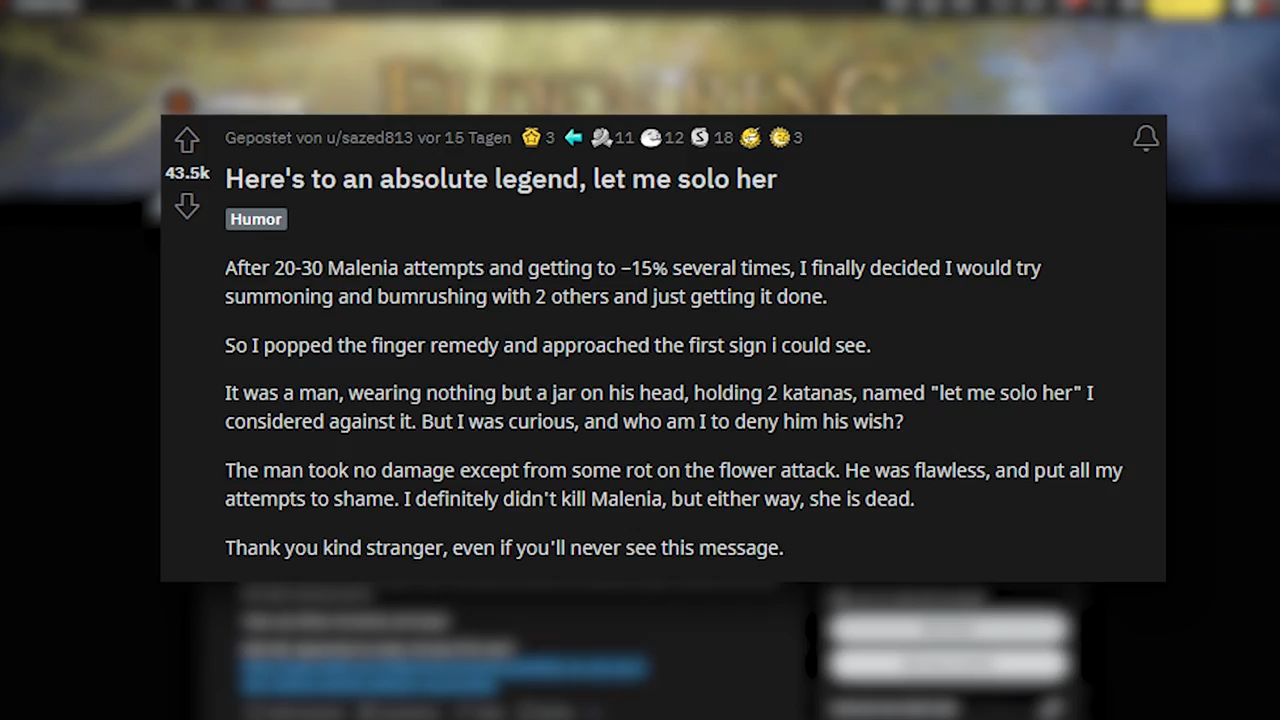 ELDEN RING
Gepostet von u/sazed813 vor 15 Tagen 3 11 12 18 3
43.5k
Here's to an absolute legend, let me solo her
Humor
After 20-30 Malenia attempts and getting to ~15% several times, I finally decided I would try
summoning and bumrushing with 2 others and just getting it done.
So I popped the finger remedy and approached the first sign i could see.
It was a man, wearing nothing but a jar on his head, holding 2 katanas, named "let me solo her" I
considered against it. But I was curious, and who am I to deny him his wish?
The man took no damage except from some rot on the flower attack. He was flawless, and put all my
attempts to shame. I definitely didn't kill Malenia, but either way, she is dead.
Thank you kind stranger, even if you'll never see this message.